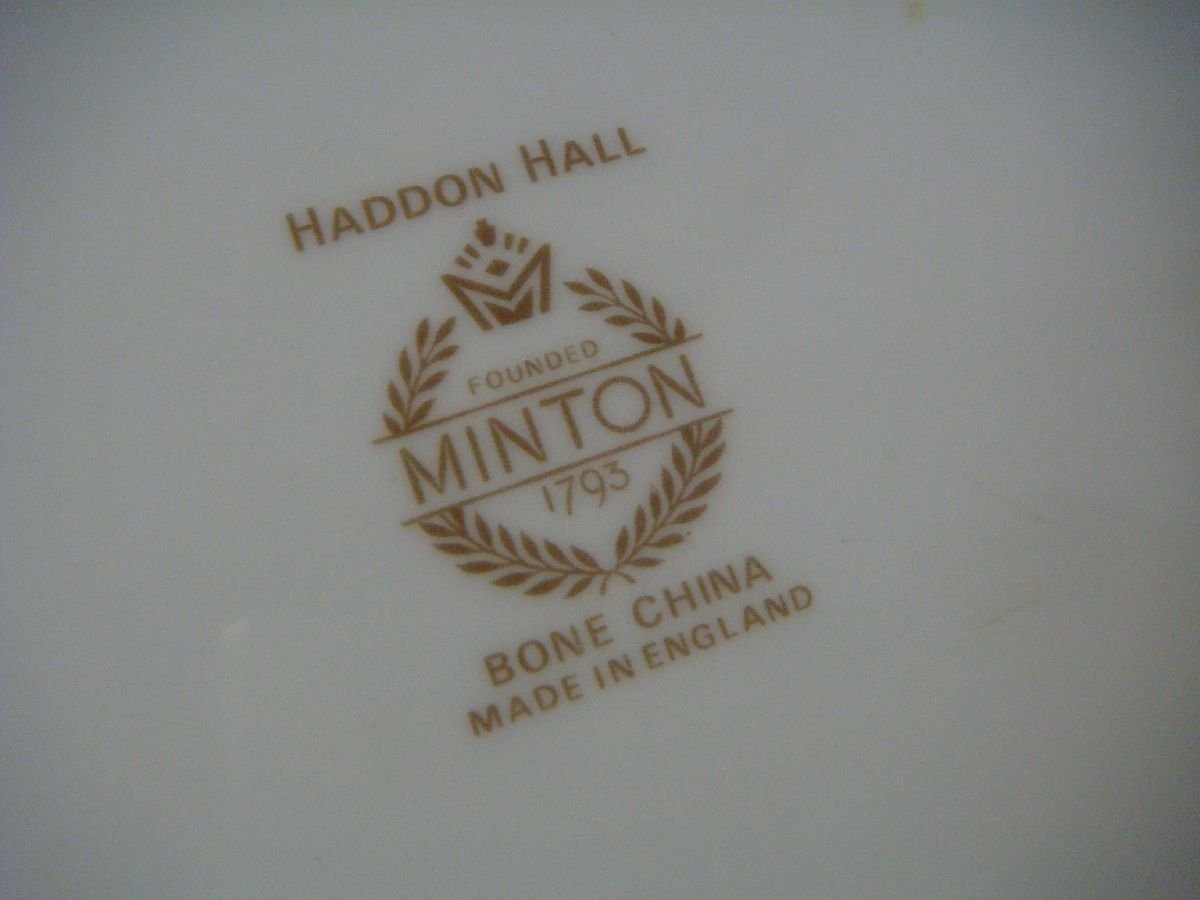 HADDON HALL
FOUNDED
MINTON
1793
BONE CHINA
MADE IN ENGLAND